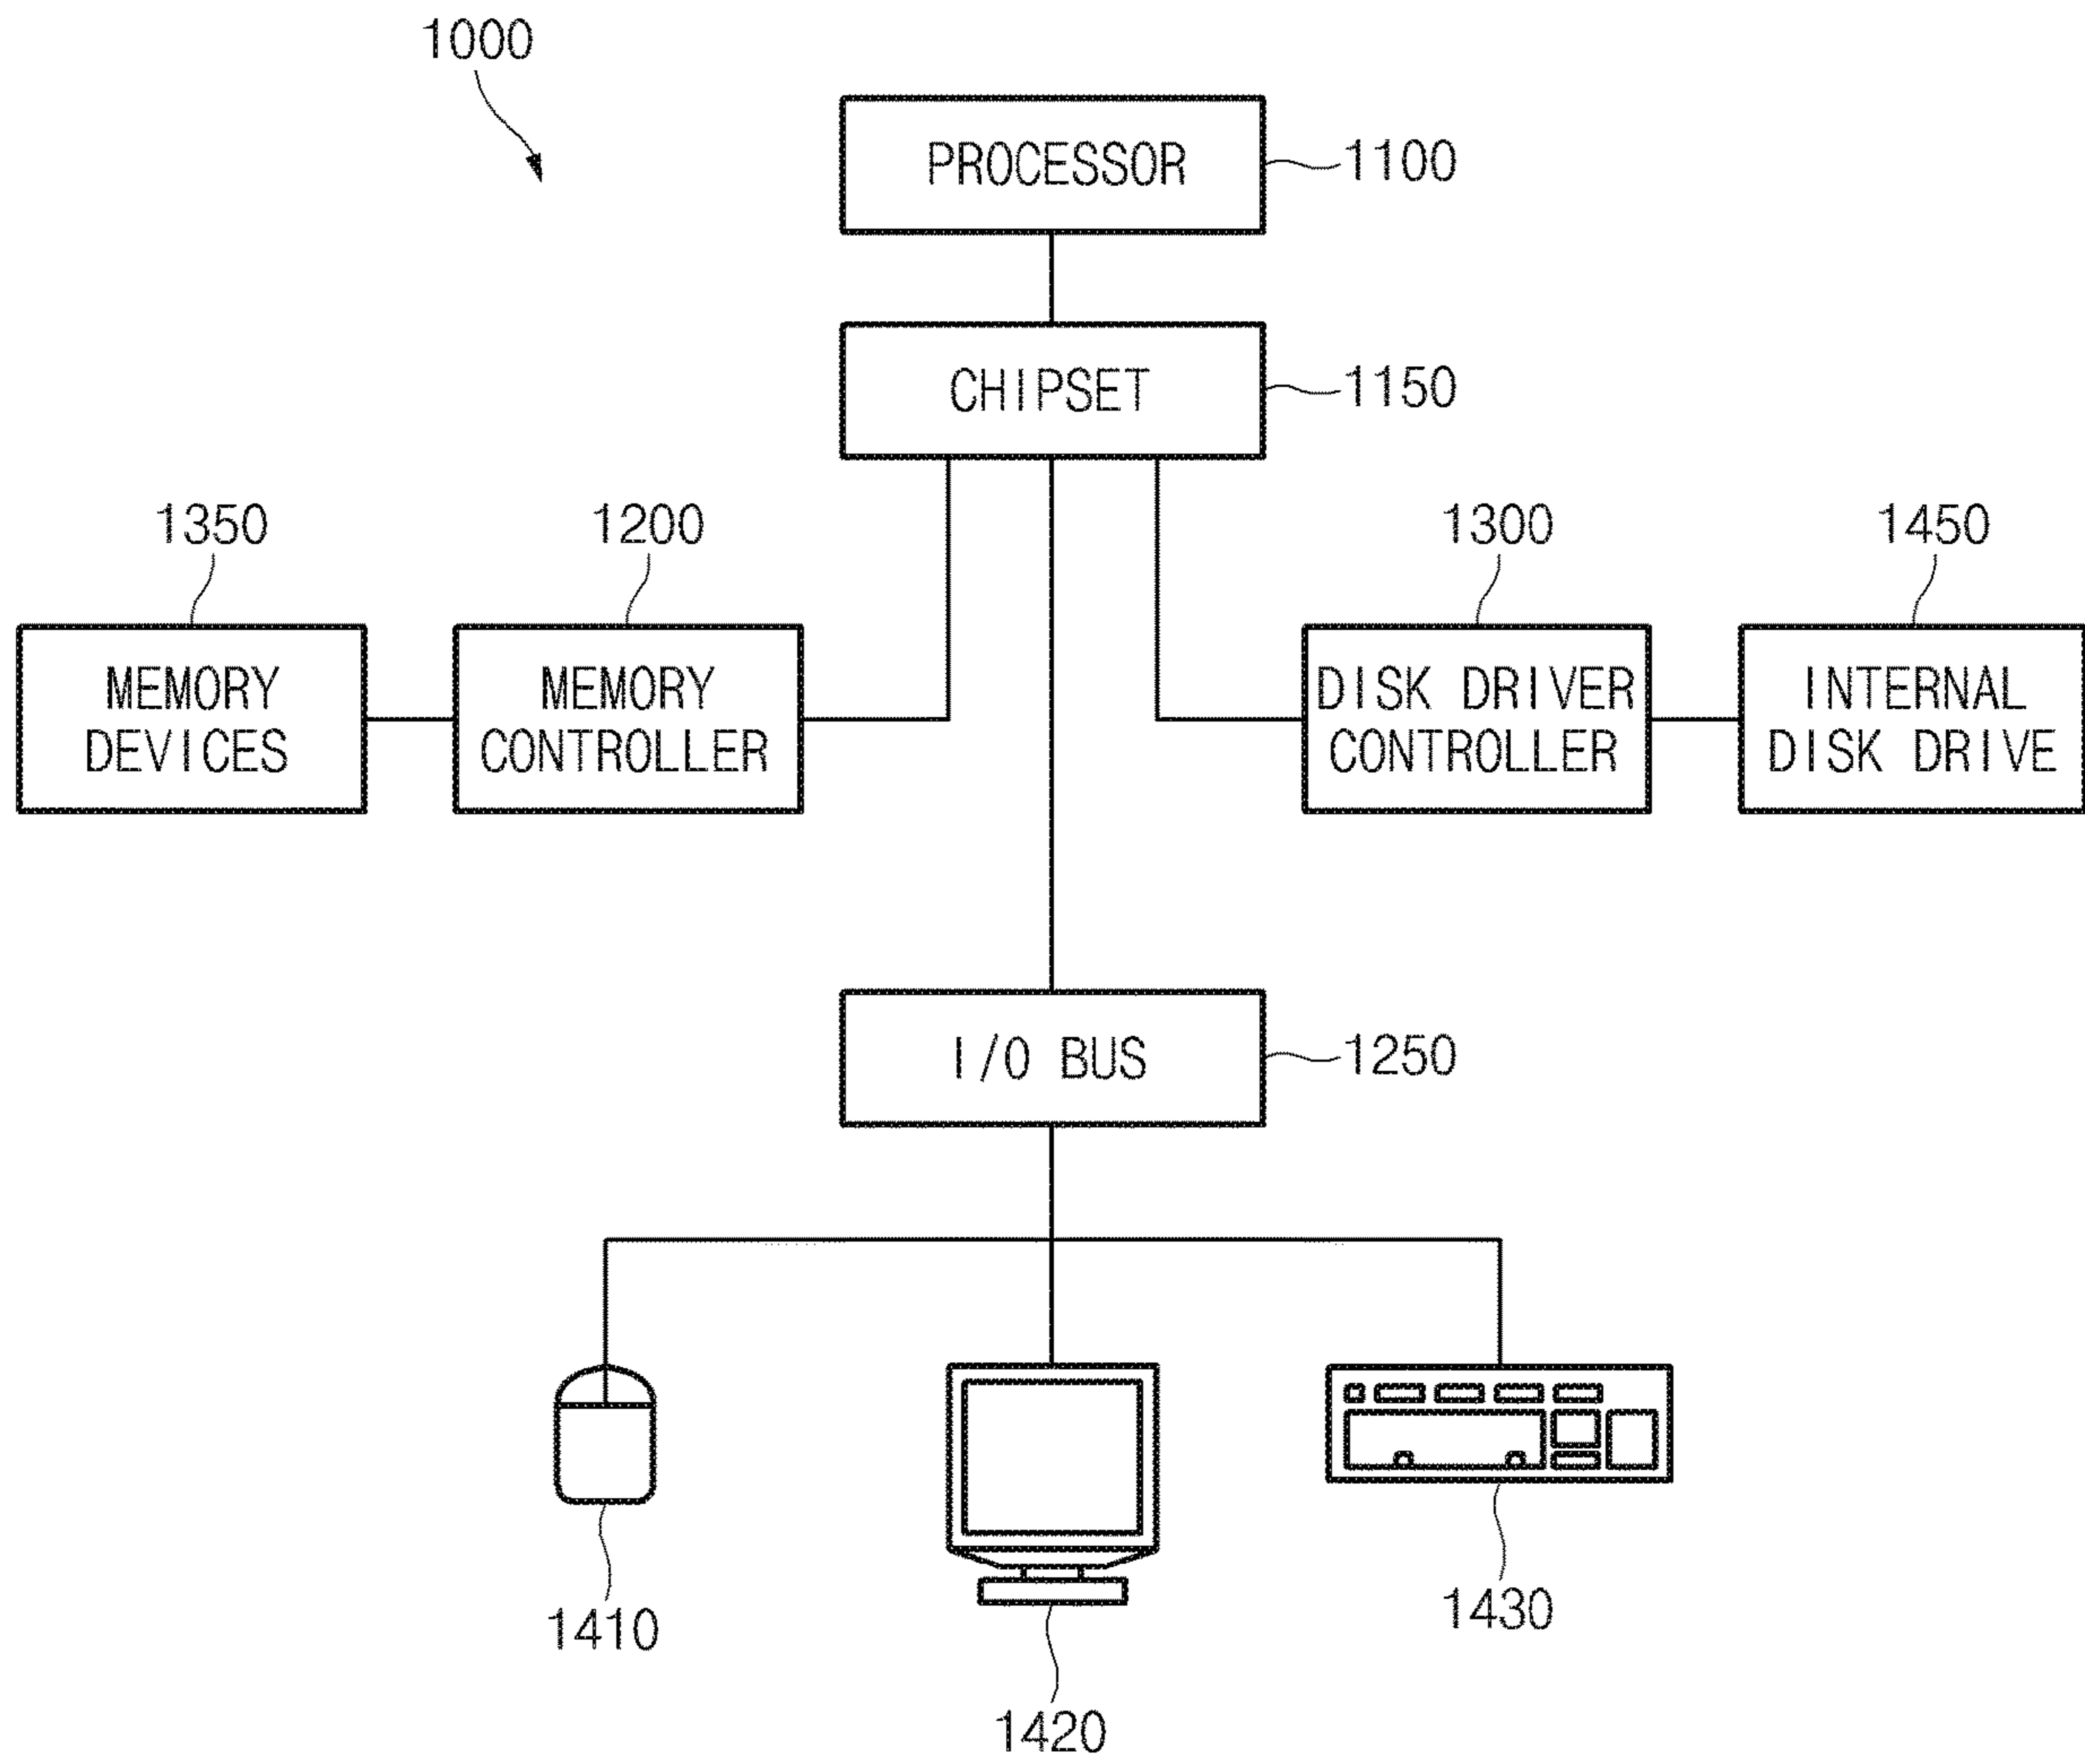 1000
PROCESSOR
1100
CHIPSET
1150
1350
1200
1300
1450
MEMORY
DEVICES
MEMORY
CONTROLLER
DISK DRIVER
CONTROLLER
INTERNAL
DISK DRIVE
I/O BUS
1250
1410
1420
1430